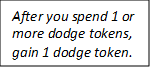 After you spend 1 or
more dodge tokens,
gain 1 dodge token.